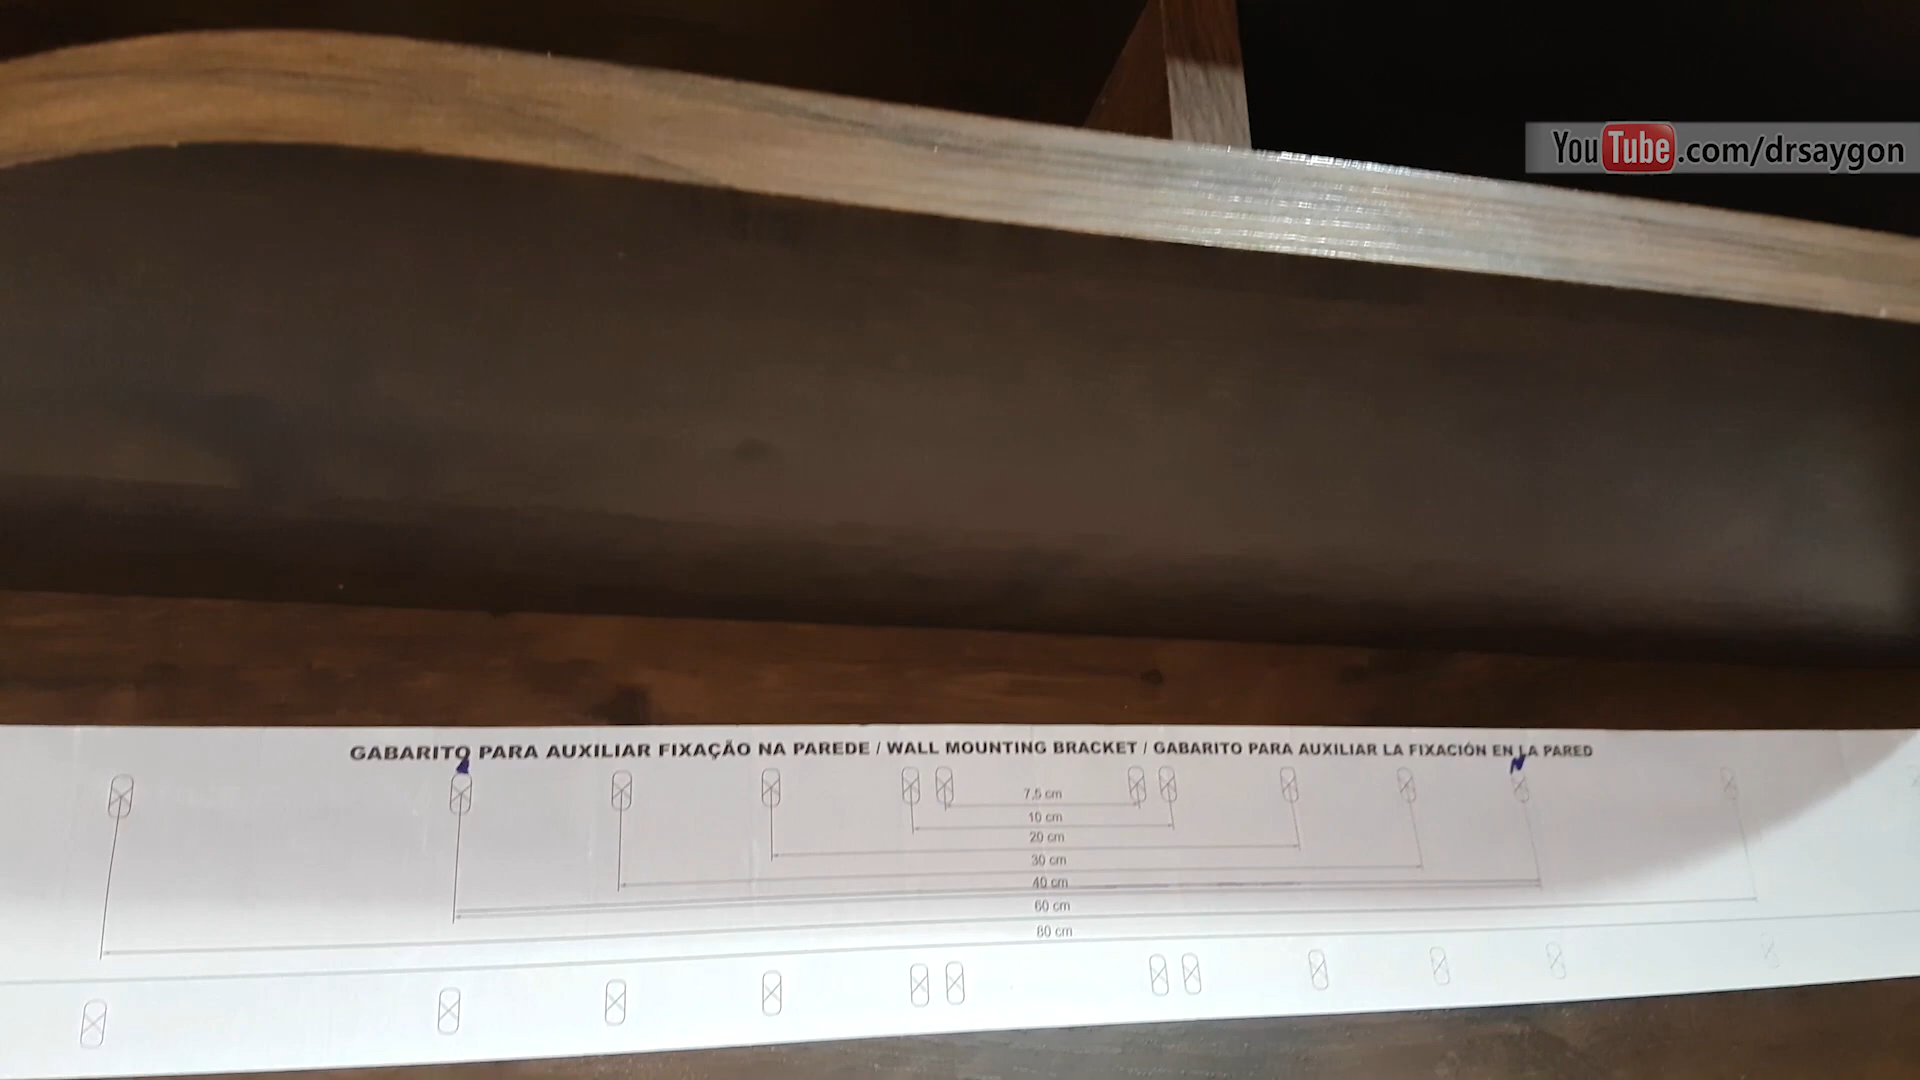 YouTube.com/drsaygon
GABARITO PARA AUXILIAR FIXAÇÃO NA PAREDE / WALL MOUNTING BRACKET / GABARITO PARA AUXILIAR LA FIXACIÓN EN LA PARED
7,5 cm
10 cm
20 cm
30 cm
40 cm
60 cm
80 cm